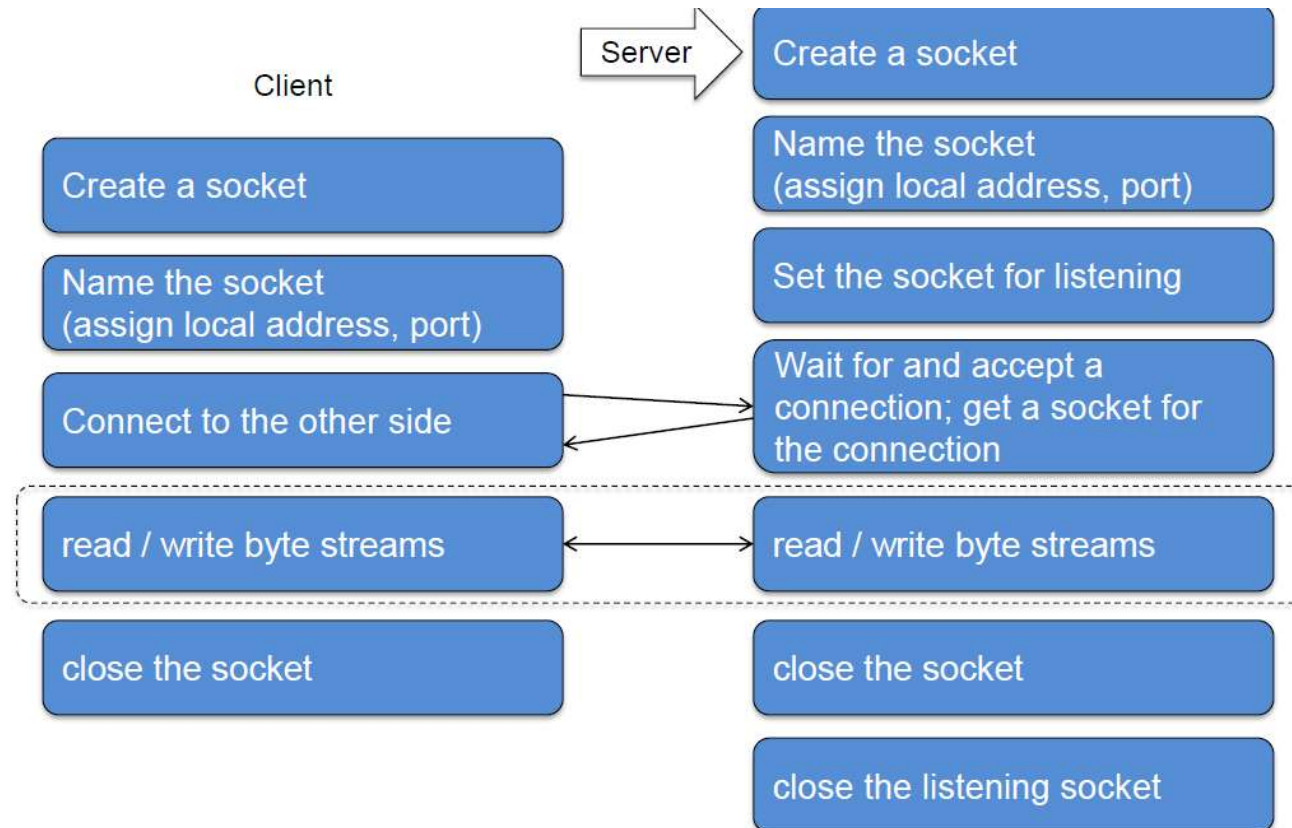 Client
Create a socket
Name the socket
(assign local address, port)
Connect to the other side
read / write byte streams
close the socket
Server
Create a socket
Name the socket
(assign local address, port)
Set the socket for listening
Wait for and accept a
connection; get a socket for
the connection
read / write byte streams
close the socket
close the listening socket